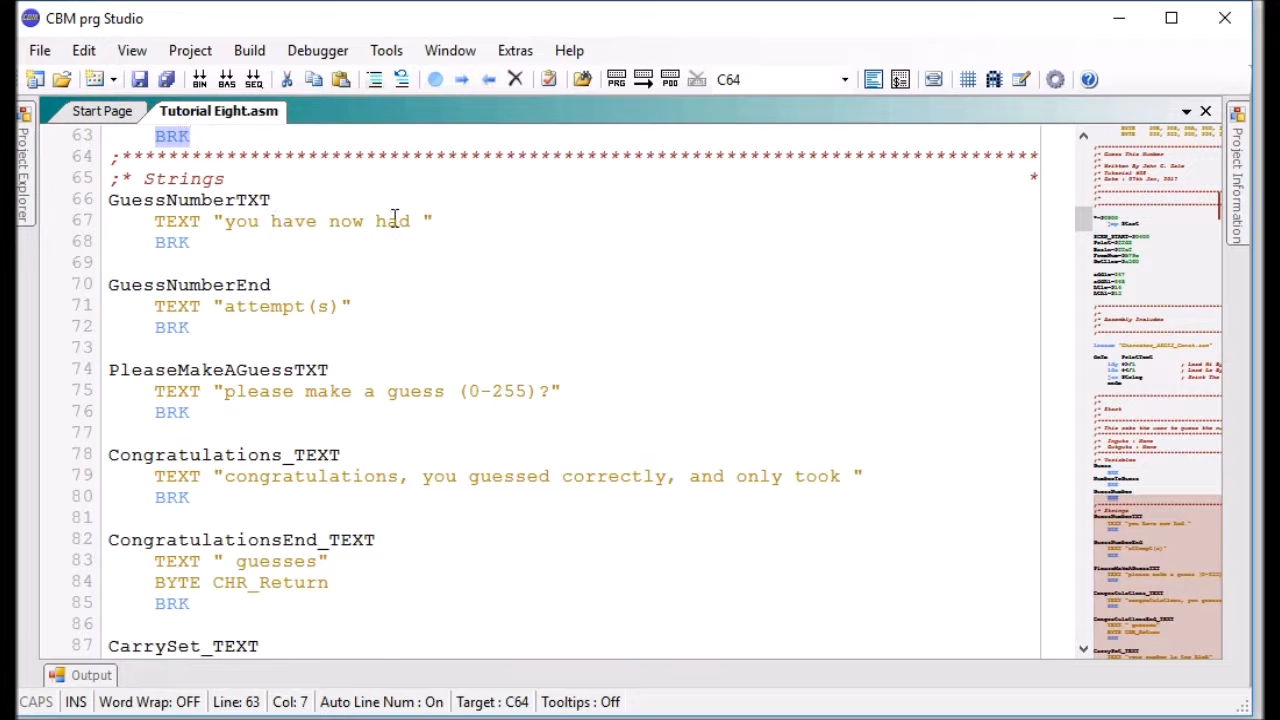 CBM prg Studio
File Edit View Project Build Debugger Tools Window Extras Help
C64
Start Page Tutorial Eight.asm
Project Explorer
Project Information
63 BRK
64 ;*******************************************************************************
65 ;* Strings *
66 GuessNumberTXT
67 TEXT "you have now had "
68 BRK
69
70 GuessNumberEnd
71 TEXT "attempt(s)"
72 BRK
73
74 PleaseMakeAGuessTXT
75 TEXT "please make a guess (0-255)?"
76 BRK
77
78 Congratulations_TEXT
79 TEXT "congratulations, you guessed correctly, and only took "
80 BRK
81
82 CongratulationsEnd_TEXT
83 TEXT " guesses"
84 BYTE CHR_Return
85 BRK
86
87 CarrySet_TEXT
Output
CAPS INS Word Wrap: OFF Line: 63 Col: 7 Auto Line Num : On Target : C64 Tooltips : Off